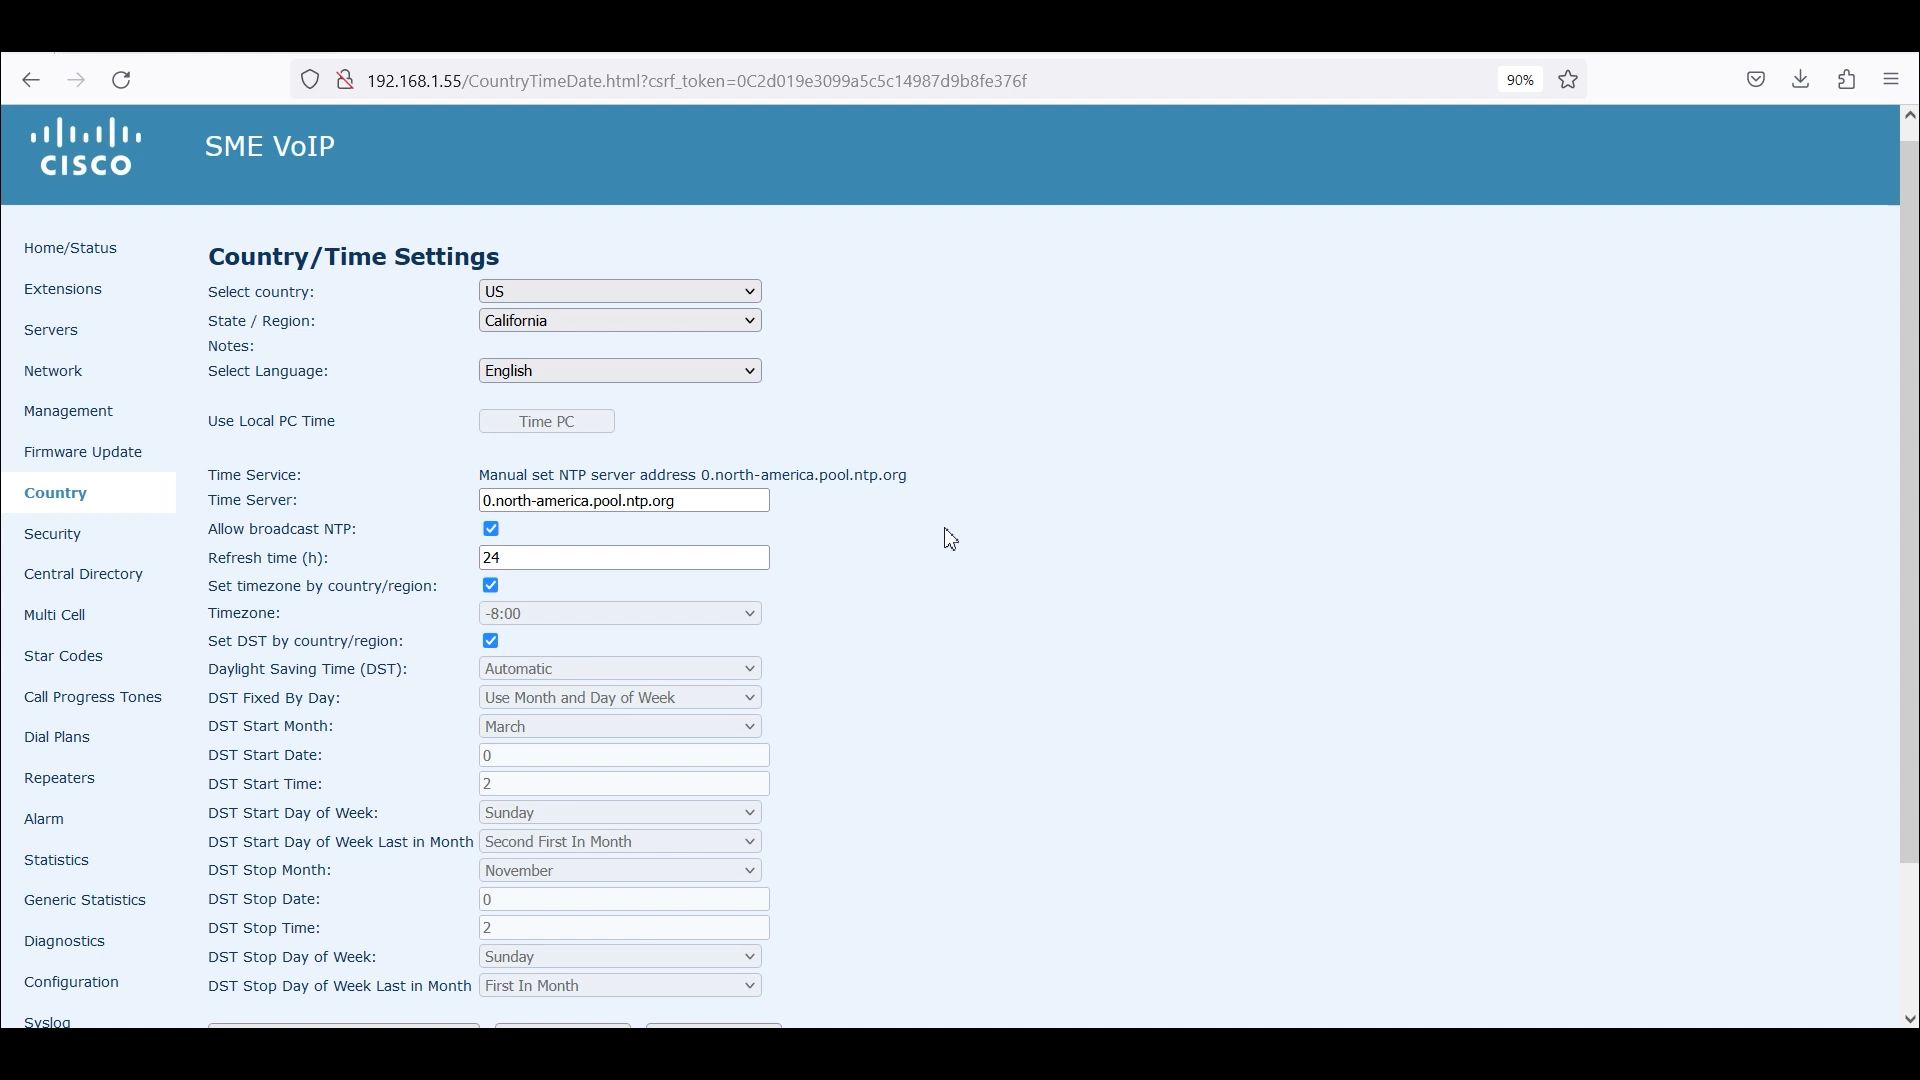 192.168.1.55/CountryTimeDate.html?csrf_token=0C2d019e3099a5c5c14987d9b8fe376f
90%
CISCO
SME VoIP
Home/Status
Extensions
Servers
Network
Management
Firmware Update
Country
Security
Central Directory
Multi Cell
Star Codes
Call Progress Tones
Dial Plans
Repeaters
Alarm
Statistics
Generic Statistics
Diagnostics
Configuration
Syslog
Country/Time Settings
Select country: US
State / Region: California
Notes:
Select Language: English
Use Local PC Time Time PC
Time Service: Manual set NTP server address 0.north-america.pool.ntp.org
Time Server: 0.north-america.pool.ntp.org
Allow broadcast NTP:
Refresh time (h): 24
Set timezone by country/region:
Timezone: -8:00
Set DST by country/region:
Daylight Saving Time (DST): Automatic
DST Fixed By Day: Use Month and Day of Week
DST Start Month: March
DST Start Date: 0
DST Start Time: 2
DST Start Day of Week: Sunday
DST Start Day of Week Last in Month Second First In Month
DST Stop Month: November
DST Stop Date: 0
DST Stop Time: 2
DST Stop Day of Week: Sunday
DST Stop Day of Week Last in Month First In Month